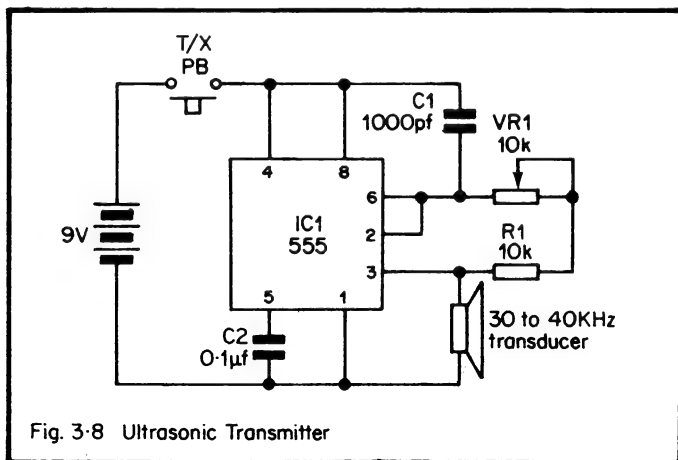 T/X
PB
C1
1000pf
VR1
10k
4
8
6
IC1
555
2
R1
10k
3
9V
5
1
C2
0·1µf
30 to 40KHz
transducer
Fig. 3·8 Ultrasonic Transmitter